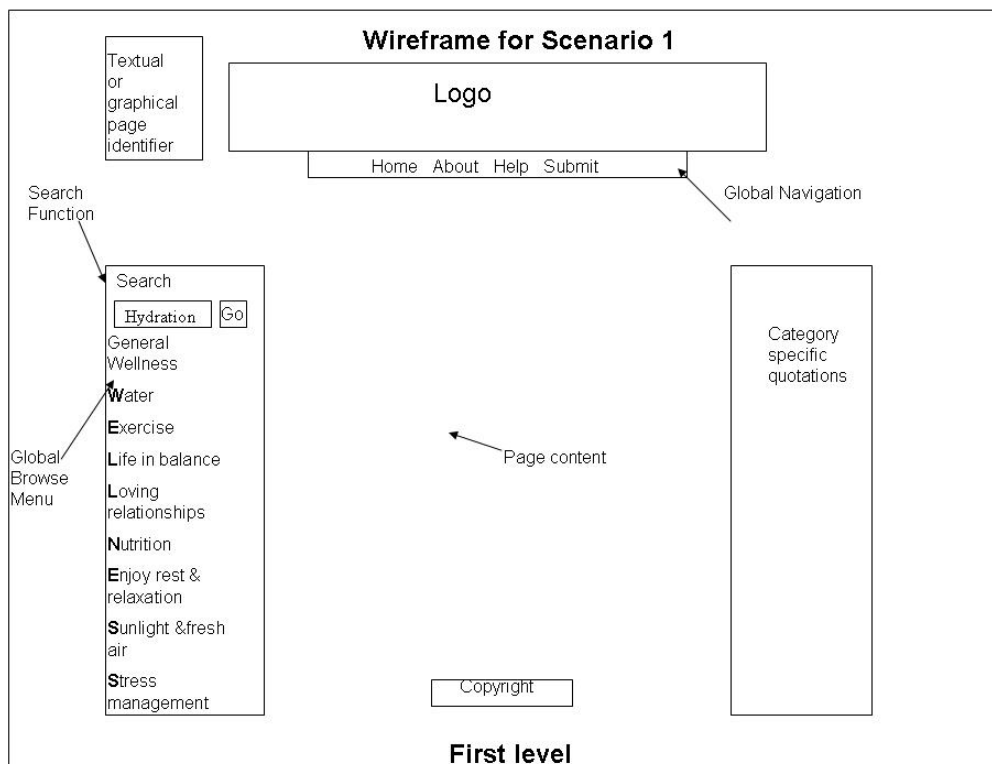 Wireframe for Scenario 1
Textual
or
graphical
page
identifier
Logo
Home About Help Submit
Global Navigation
Search
Function
Search
Hydration Go
General
Wellness
Water
Exercise
Life in balance
Loving
relationships
Nutrition
Enjoy rest &
relaxation
Sunlight &fresh
air
Stress
management
Global
Browse
Menu
Page content
Category
specific
quotations
Copyright
First level